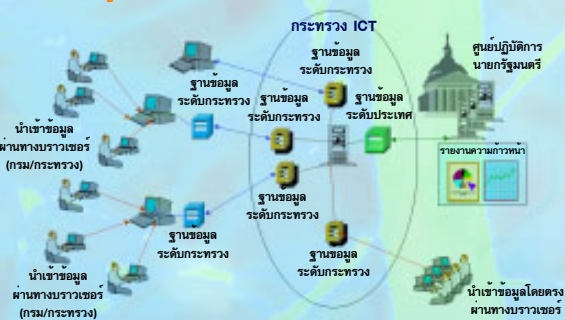 กระทรวง ICT
ฐานข้อมูล
ระดับกระทรวง
ศูนย์ปฏิบัติการ
นายกรัฐมนตรี
ฐานข้อมูล
ระดับกระทรวง
ฐานข้อมูล
ระดับกระทรวง
ฐานข้อมูล
ระดับประเทศ
นำเข้าข้อมูล
ผ่านทางบราวเซอร์
(กรม/กระทรวง)
รายงานความก้าวหน้า
ฐานข้อมูล
ระดับกระทรวง
ฐานข้อมูล
ระดับกระทรวง
ฐานข้อมูล
ระดับกระทรวง
นำเข้าข้อมูล
ผ่านทางบราวเซอร์
(กรม/กระทรวง)
นำเข้าข้อมูลโดยตรง
ผ่านทางบราวเซอร์